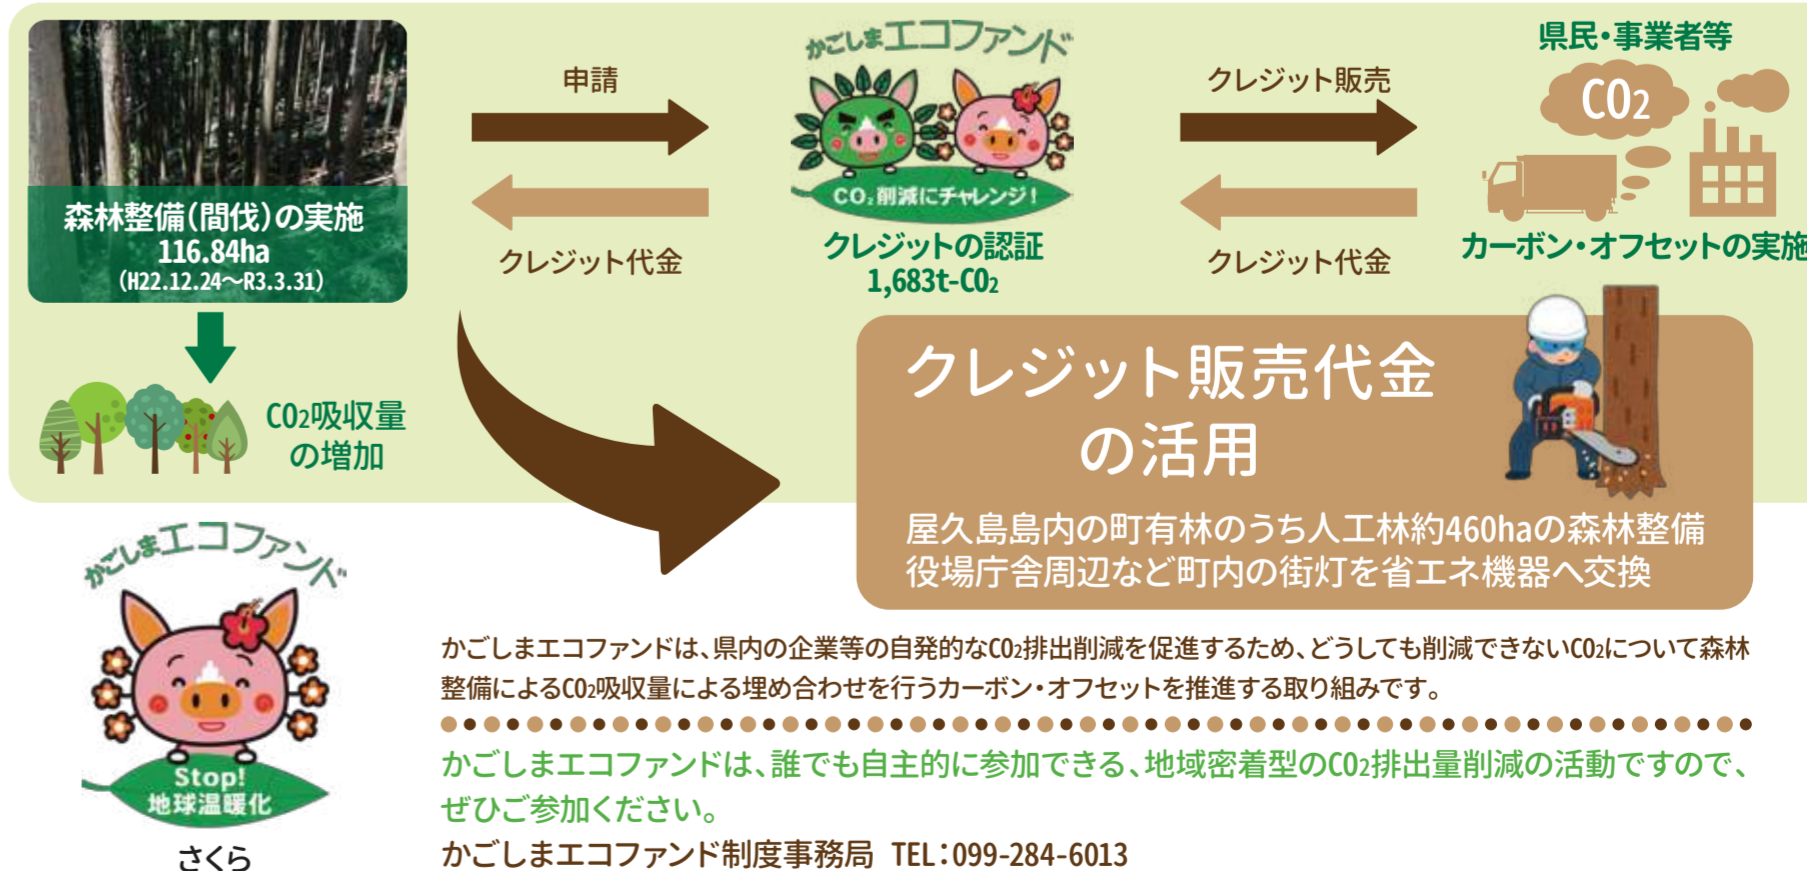 森林整備(間伐)の実施
116.84ha
(H22.12.24～R3.3.31)
CO2吸収量
の増加
申請
クレジット代金
かごしまエコファンド
CO2削減にチャレンジ!
クレジットの認証
1,683t-CO2
クレジット販売
クレジット代金
県民・事業者等
CO2
カーボン・オフセットの実施
クレジット販売代金
の活用
屋久島島内の町有林のうち人工林約460haの森林整備
役場庁舎周辺など町内の街灯を省エネ機器へ交換
かごしまエコファンド
Stop!
地球温暖化
さくら
かごしまエコファンドは、県内の企業等の自発的なCO2排出削減を促進するため、どうしても削減できないCO2について森林
整備によるCO2吸収量による埋め合わせを行うカーボン・オフセットを推進する取り組みです。
かごしまエコファンドは、誰でも自主的に参加できる、地域密着型のCO2排出量削減の活動ですので、
ぜひご参加ください。
かごしまエコファンド制度事務局 TEL：099-284-6013